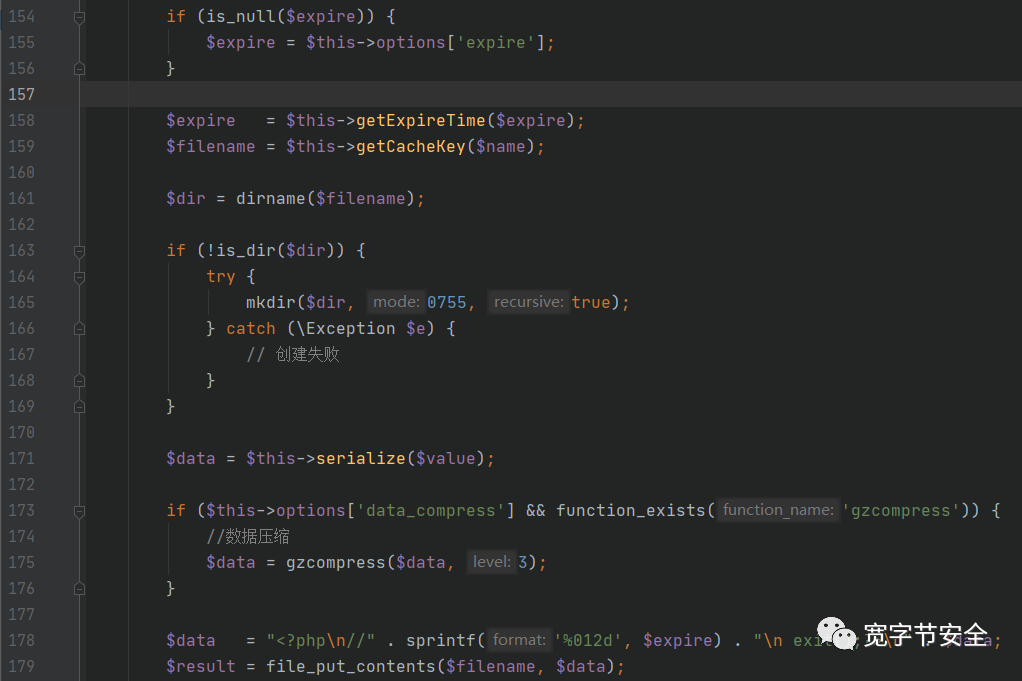 154 if (is_null($expire)) {
155 $expire = $this->options['expire'];
156 }
157
158 $expire   = $this->getExpireTime($expire);
159 $filename = $this->getCacheKey($name);
160
161 $dir = dirname($filename);
162
163 if (!is_dir($dir)) {
164 try {
165 mkdir($dir, mode: 0755, recursive: true);
166 } catch (\Exception $e) {
167 // 创建失败
168 }
169 }
170
171 $data = $this->serialize($value);
172
173 if ($this->options['data_compress'] && function_exists( function_name: 'gzcompress')) {
174 //数据压缩
175 $data = gzcompress($data, level: 3);
176 }
177
178 $data   = "<?php\n//" . sprintf( format: '%012d', $expire) . "\n
179 $result = file_put_contents($filename, $data);
宽字节安全